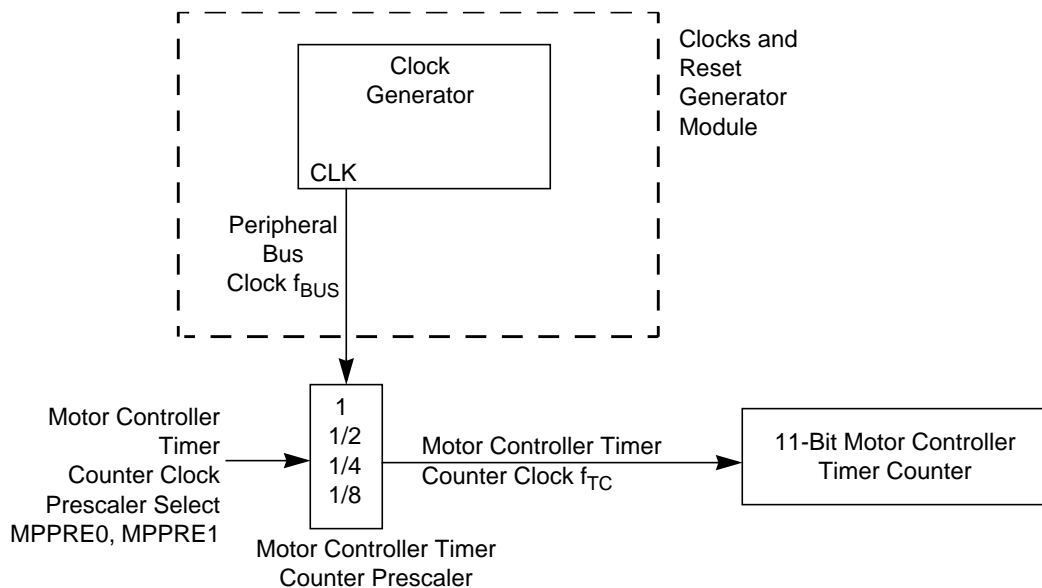 Clocks and
Reset
Generator
Module
Clock
Generator
CLK
Peripheral
Bus
Clock fBUS
Motor Controller
Timer
Counter Clock
Prescaler Select
MPPRE0, MPPRE1
1
1/2
1/4
1/8
Motor Controller Timer
Counter Prescaler
Motor Controller Timer
Counter Clock fTC
11-Bit Motor Controller
Timer Counter